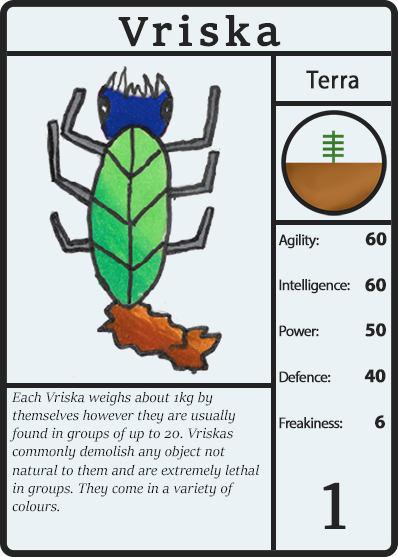 Vriska
Terra
Agility: 60
Intelligence: 60
Power: 50
Defence: 40
Freakiness: 6
1
Each Vriska weighs about 1kg by
themselves however they are usually
found in groups of up to 20. Vriskas
commonly demolish any object not
natural to them and are extremely lethal
in groups. They come in a variety of
colours.